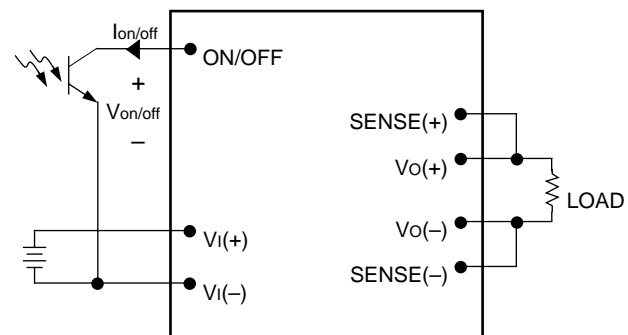 Ion/off
ON/OFF
+
Von/off
–
SENSE(+)
VO(+)
LOAD
VO(–)
SENSE(–)
VI(+)
VI(–)